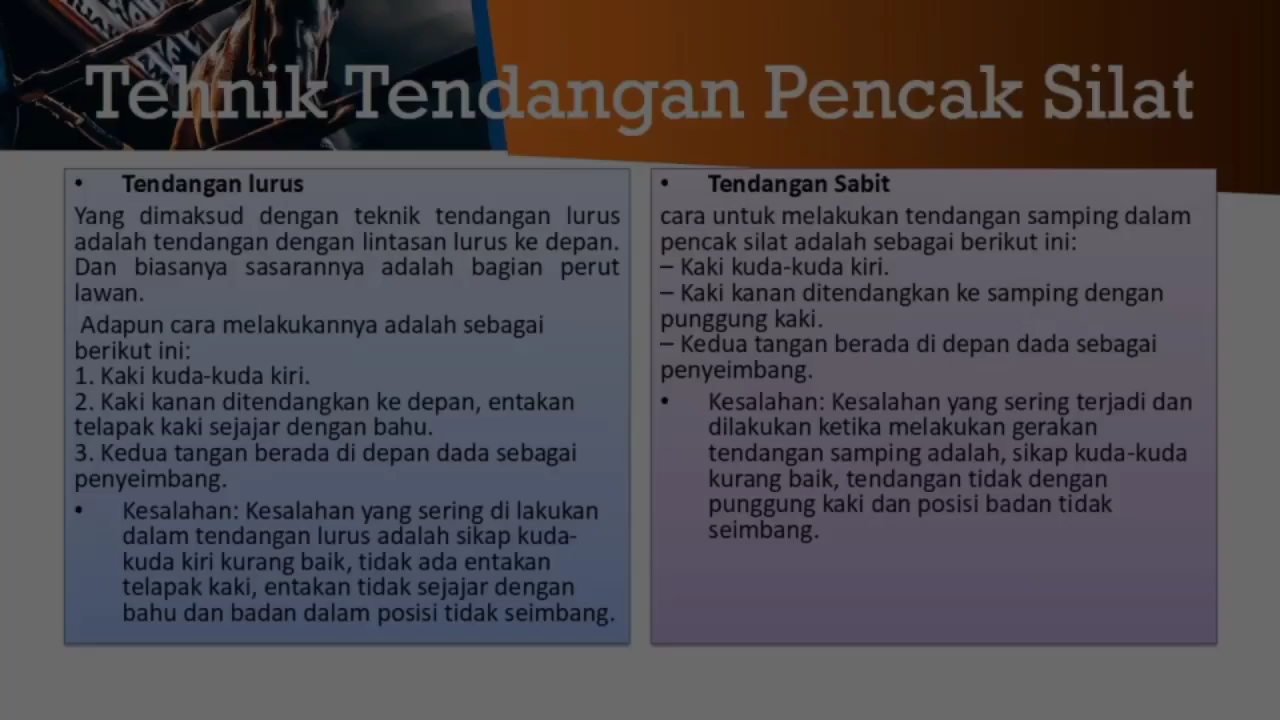 Tehnik Tendangan Pencak Silat
• Tendangan lurus
Yang dimaksud dengan teknik tendangan lurus
adalah tendangan dengan lintasan lurus ke depan.
Dan biasanya sasarannya adalah bagian perut
lawan.
Adapun cara melakukannya adalah sebagai
berikut ini:
1. Kaki kuda-kuda kiri.
2. Kaki kanan ditendangkan ke depan, entakan
telapak kaki sejajar dengan bahu.
3. Kedua tangan berada di depan dada sebagai
penyeimbang.
• Kesalahan: Kesalahan yang sering di lakukan
dalam tendangan lurus adalah sikap kuda-
kuda kiri kurang baik, tidak ada entakan
telapak kaki, entakan tidak sejajar dengan
bahu dan badan dalam posisi tidak seimbang.
• Tendangan Sabit
cara untuk melakukan tendangan samping dalam
pencak silat adalah sebagai berikut ini:
– Kaki kuda-kuda kiri.
– Kaki kanan ditendangkan ke samping dengan
punggung kaki.
– Kedua tangan berada di depan dada sebagai
penyeimbang.
• Kesalahan: Kesalahan yang sering terjadi dan
dilakukan ketika melakukan gerakan
tendangan samping adalah, sikap kuda-kuda
kurang baik, tendangan tidak dengan
punggung kaki dan posisi badan tidak
seimbang.